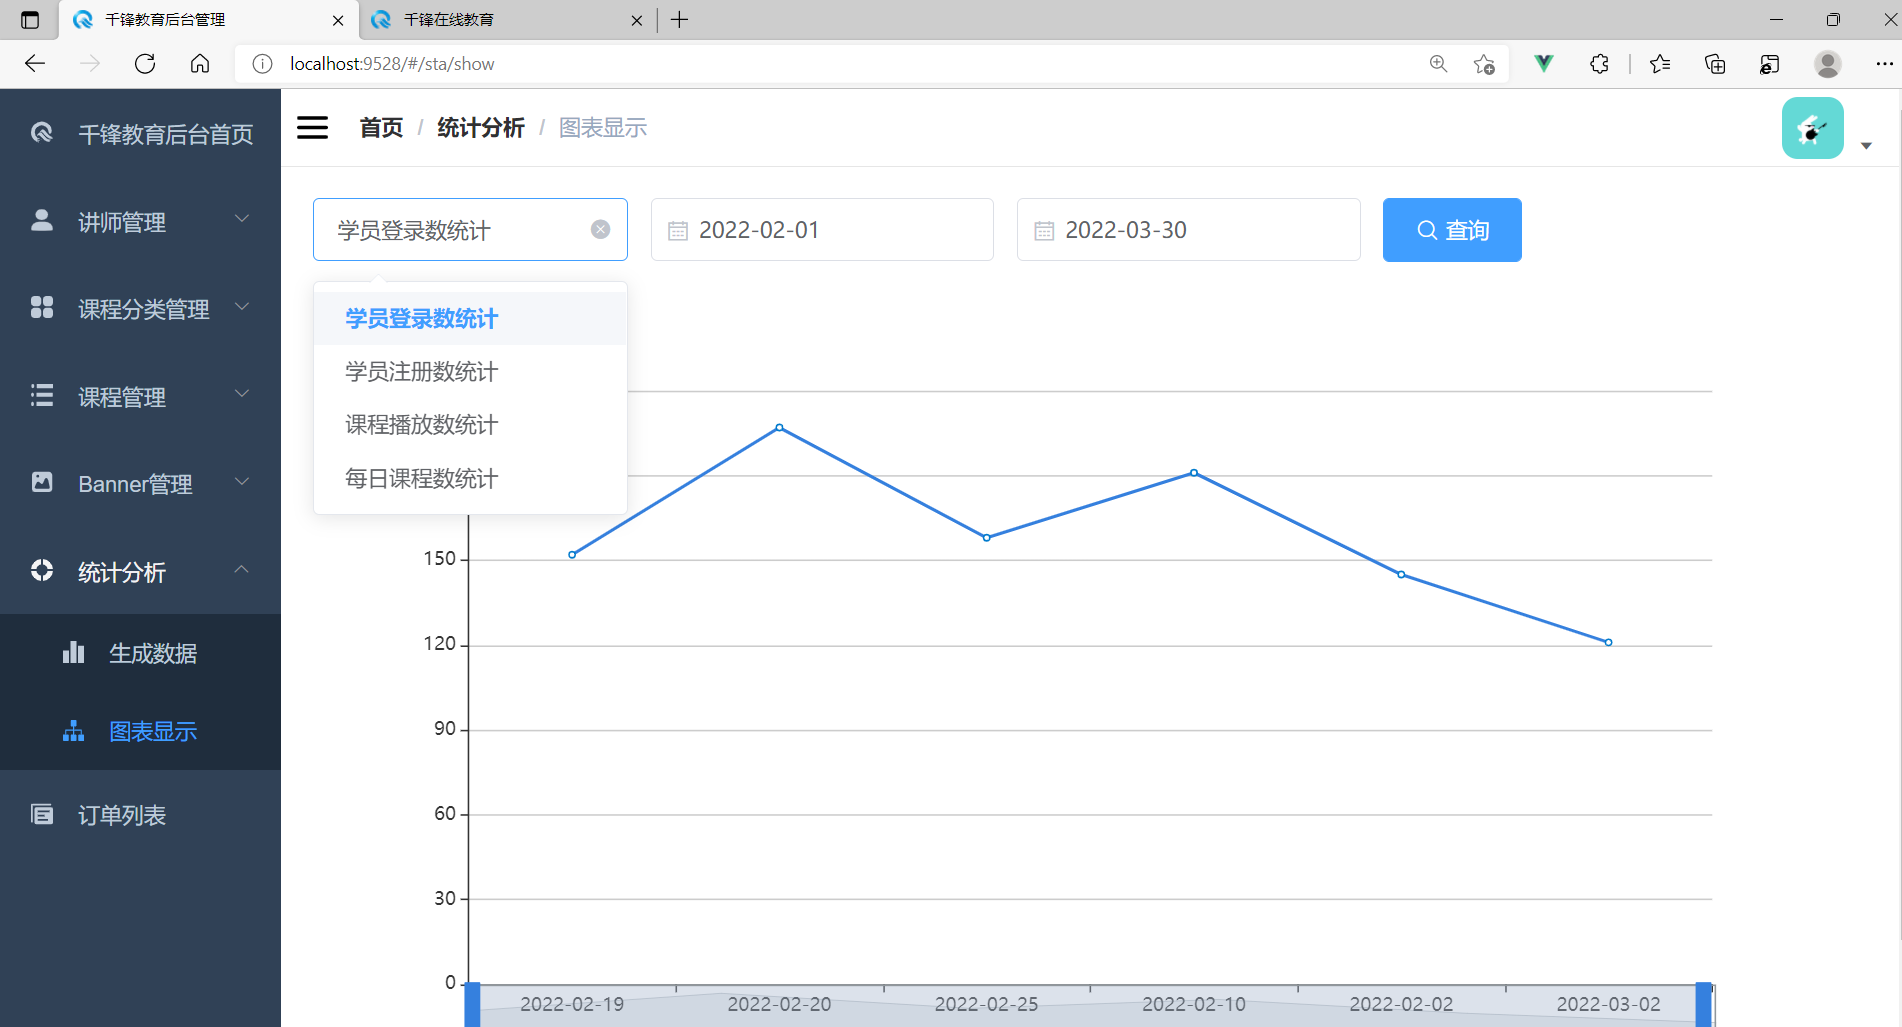 千锋教育后台管理
千锋在线教育
localhost:9528/#/sta/show
千锋教育后台首页
讲师管理
课程分类管理
课程管理
Banner管理
统计分析
生成数据
图表显示
订单列表
首页 / 统计分析 / 图表显示
学员登录数统计
2022-02-01
2022-03-30
查询
学员登录数统计
学员注册数统计
课程播放数统计
每日课程数统计
150
120
90
60
30
0
2022-02-19
2022-02-20
2022-02-25
2022-02-10
2022-02-02
2022-03-02